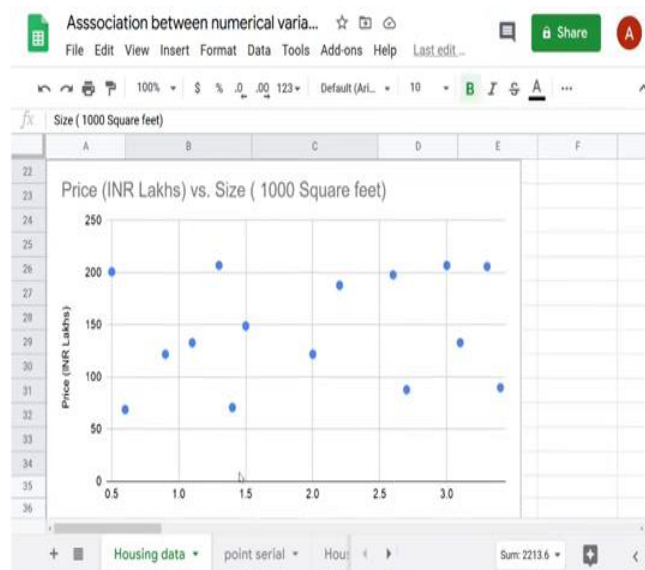 Asssociation between numerical varia...
File Edit View Insert Format Data Tools Add-ons Help Last edit ...
Share
A
100% $ % .0 .00 123 Default (Ari... 10 B I S A ...
fx Size ( 1000 Square feet)
A B C D E F
22
23
24
25
26
27
28
29
30
31
32
33
34
35
36
Price (INR Lakhs) vs. Size ( 1000 Square feet)
Price (INR Lakhs)
250
200
150
100
50
0
0.5 1.0 1.5 2.0 2.5 3.0
+ Housing data point serial Hou Sum: 2213.6